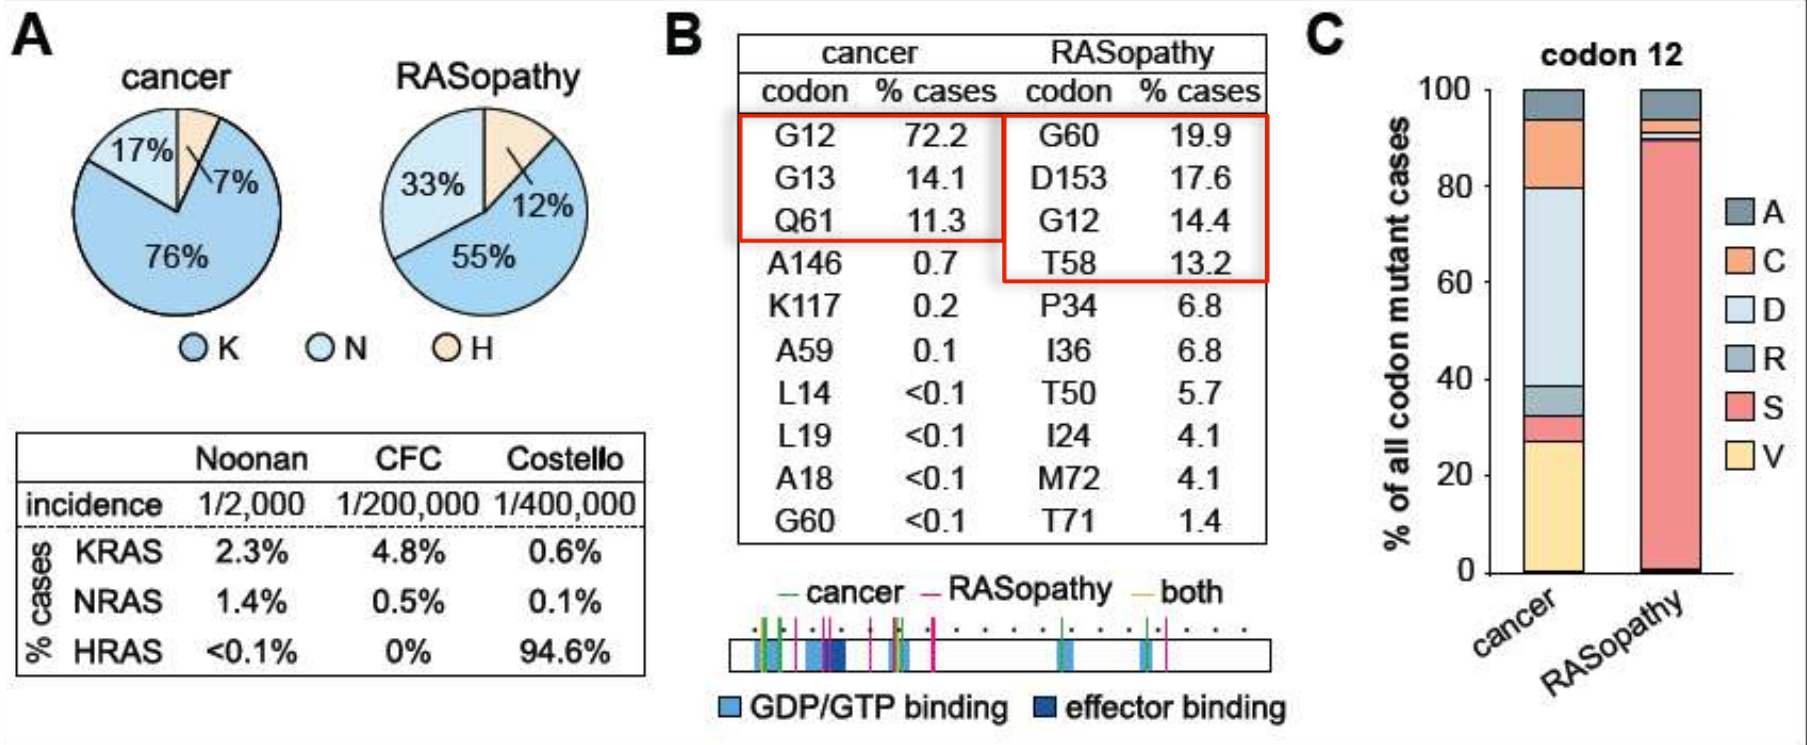 A
cancer RASopathy
17% 7% 76%
33% 12% 55%
K N H
Noonan CFC Costello
incidence 1/2,000 1/200,000 1/400,000
% cases
KRAS 2.3% 4.8% 0.6%
NRAS 1.4% 0.5% 0.1%
HRAS <0.1% 0% 94.6%
B
cancer RASopathy
codon % cases codon % cases
G12 72.2 G60 19.9
G13 14.1 D153 17.6
Q61 11.3 G12 14.4
A146 0.7 T58 13.2
K117 0.2 P34 6.8
A59 0.1 I36 6.8
L14 <0.1 T50 5.7
L19 <0.1 I24 4.1
A18 <0.1 M72 4.1
G60 <0.1 T71 1.4
cancer RASopathy both
GDP/GTP binding effector binding
C
codon 12
% of all codon mutant cases
100
80
60
40
20
0
cancer RASopathy
A
C
D
R
S
V